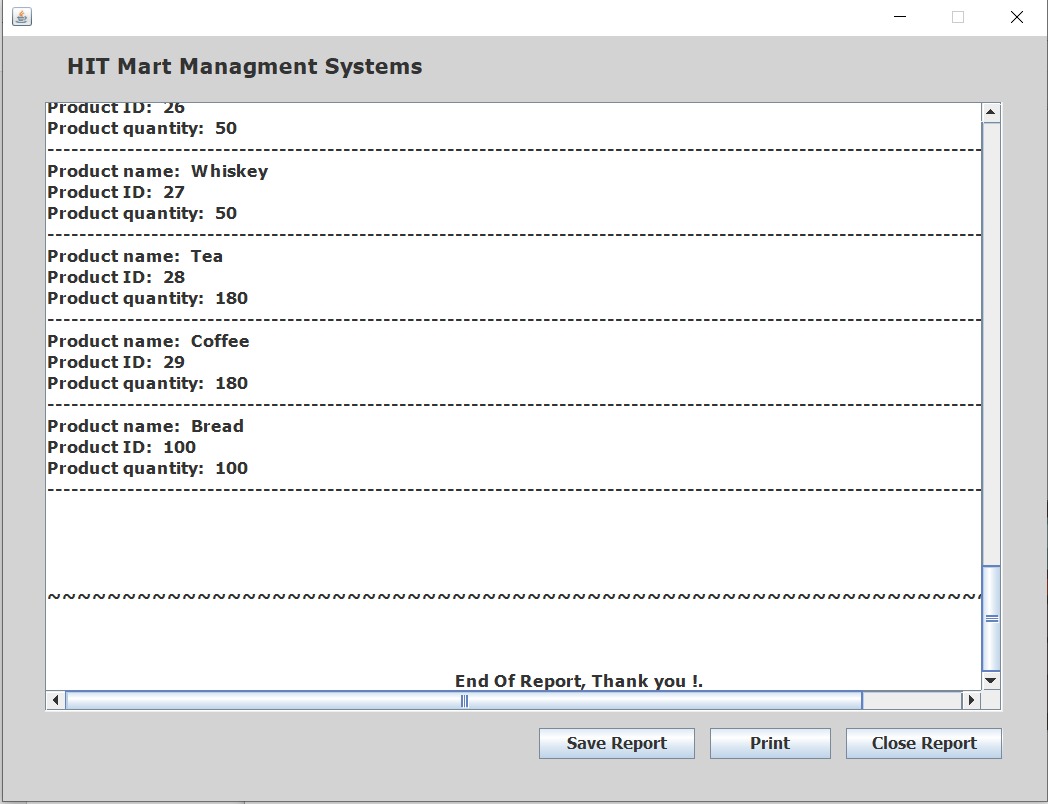 HIT Mart Managment Systems
Product ID:  26
Product quantity:  50
--------------------------------------------------------------------------------------------------------------
Product name:  Whiskey
Product ID:  27
Product quantity:  50
--------------------------------------------------------------------------------------------------------------
Product name:  Tea
Product ID:  28
Product quantity:  180
--------------------------------------------------------------------------------------------------------------
Product name:  Coffee
Product ID:  29
Product quantity:  180
--------------------------------------------------------------------------------------------------------------
Product name:  Bread
Product ID:  100
Product quantity:  100
--------------------------------------------------------------------------------------------------------------
~~~~~~~~~~~~~~~~~~~~~~~~~~~~~~~~~~~~~~~~~~~~~~~~~~~~~~~~~~~~~~~
End Of Report, Thank you !.
Save Report
Print
Close Report